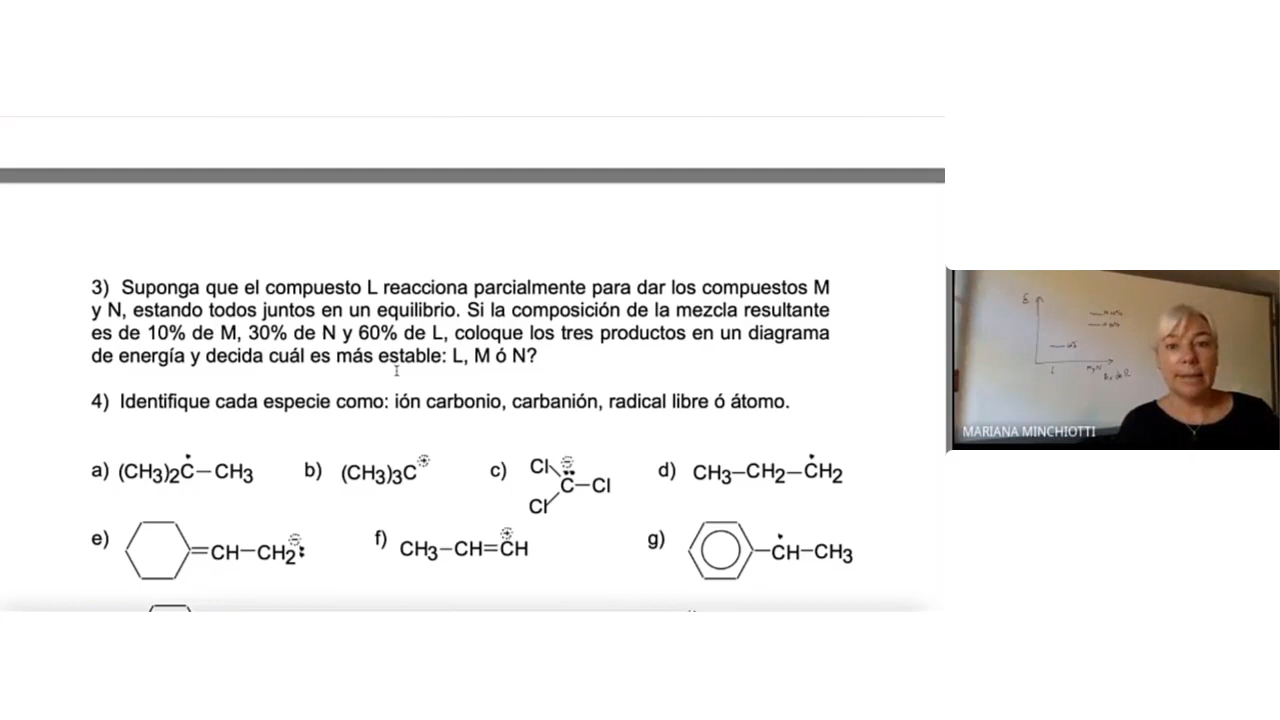 3) Suponga que el compuesto L reacciona parcialmente para dar los compuestos M
y N, estando todos juntos en un equilibrio. Si la composición de la mezcla resultante
es de 10% de M, 30% de N y 60% de L, coloque los tres productos en un diagrama
de energía y decida cuál es más estable: L, M ó N?
4) Identifique cada especie como: ión carbonio, carbanión, radical libre ó átomo.
a) (CH3)2Ċ–CH3 b) (CH3)3C⊕ c) Cl Cl C–Cl ⊖ d) CH3–CH2–ĊH2
e) =CH–CH2⊖: f) CH3–CH=CH⊕ g) –ĊH–CH3
E
L
MARIANA MINCHIOTTI